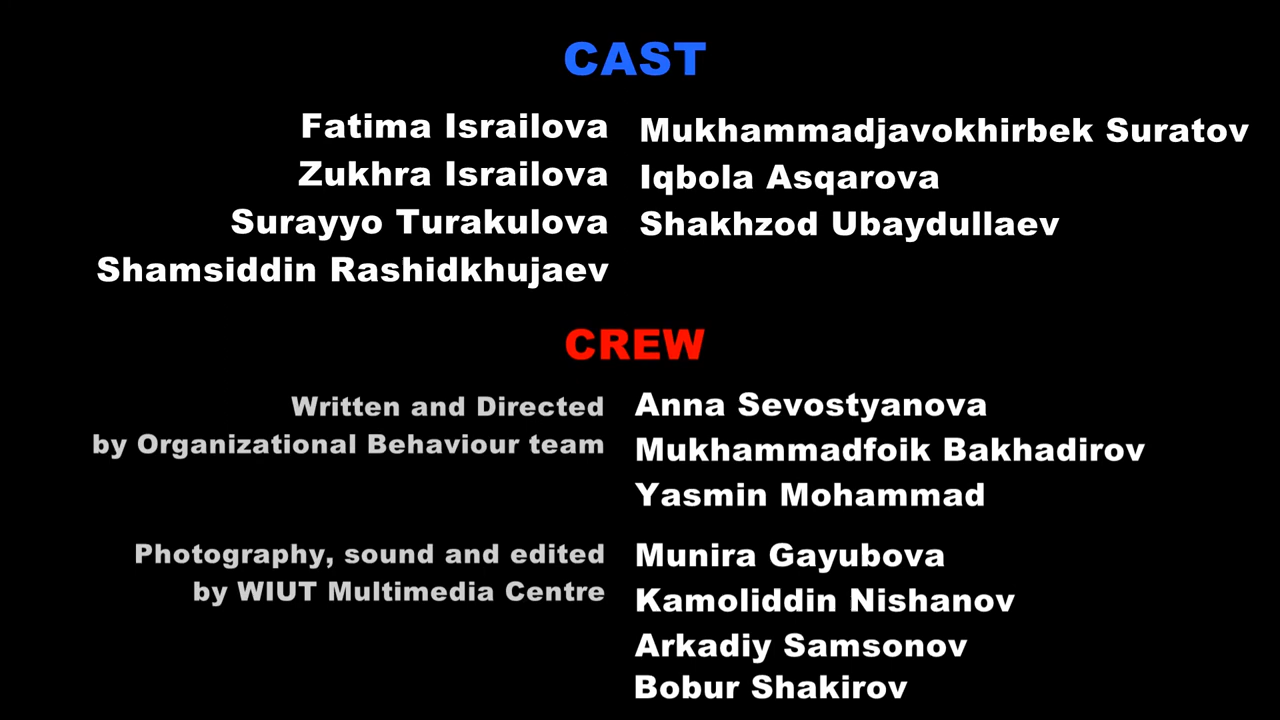 CAST
Fatima Israilova
Zukhra Israilova
Surayyo Turakulova
Shamsiddin Rashidkhujaev
Mukhammadjavokhirbek Suratov
Iqbola Asqarova
Shakhzod Ubaydullaev
CREW
Written and Directed
by Organizational Behaviour team
Anna Sevostyanova
Mukhammadfoik Bakhadirov
Yasmin Mohammad
Photography, sound and edited
by WIUT Multimedia Centre
Munira Gayubova
Kamoliddin Nishanov
Arkadiy Samsonov
Bobur Shakirov